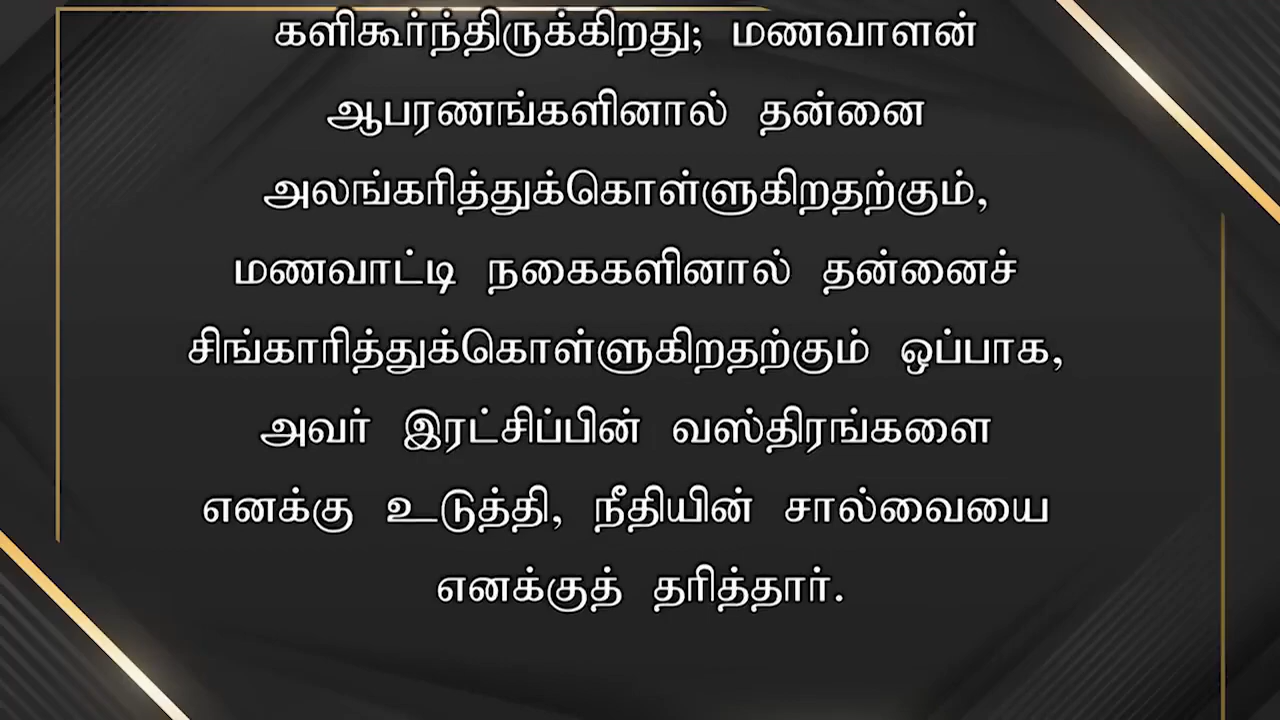 களிகூர்ந்திருக்கிறது; மணவாளன்
ஆபரணங்களினால் தன்னை
அலங்கரித்துக்கொள்ளுகிறதற்கும்,
மணவாட்டி நகைகளினால் தன்னைச்
சிங்காரித்துக்கொள்ளுகிறதற்கும் ஒப்பாக,
அவர் இரட்சிப்பின் வஸ்திரங்களை
எனக்கு உடுத்தி, நீதியின் சால்வையை
எனக்குத் தரித்தார்.